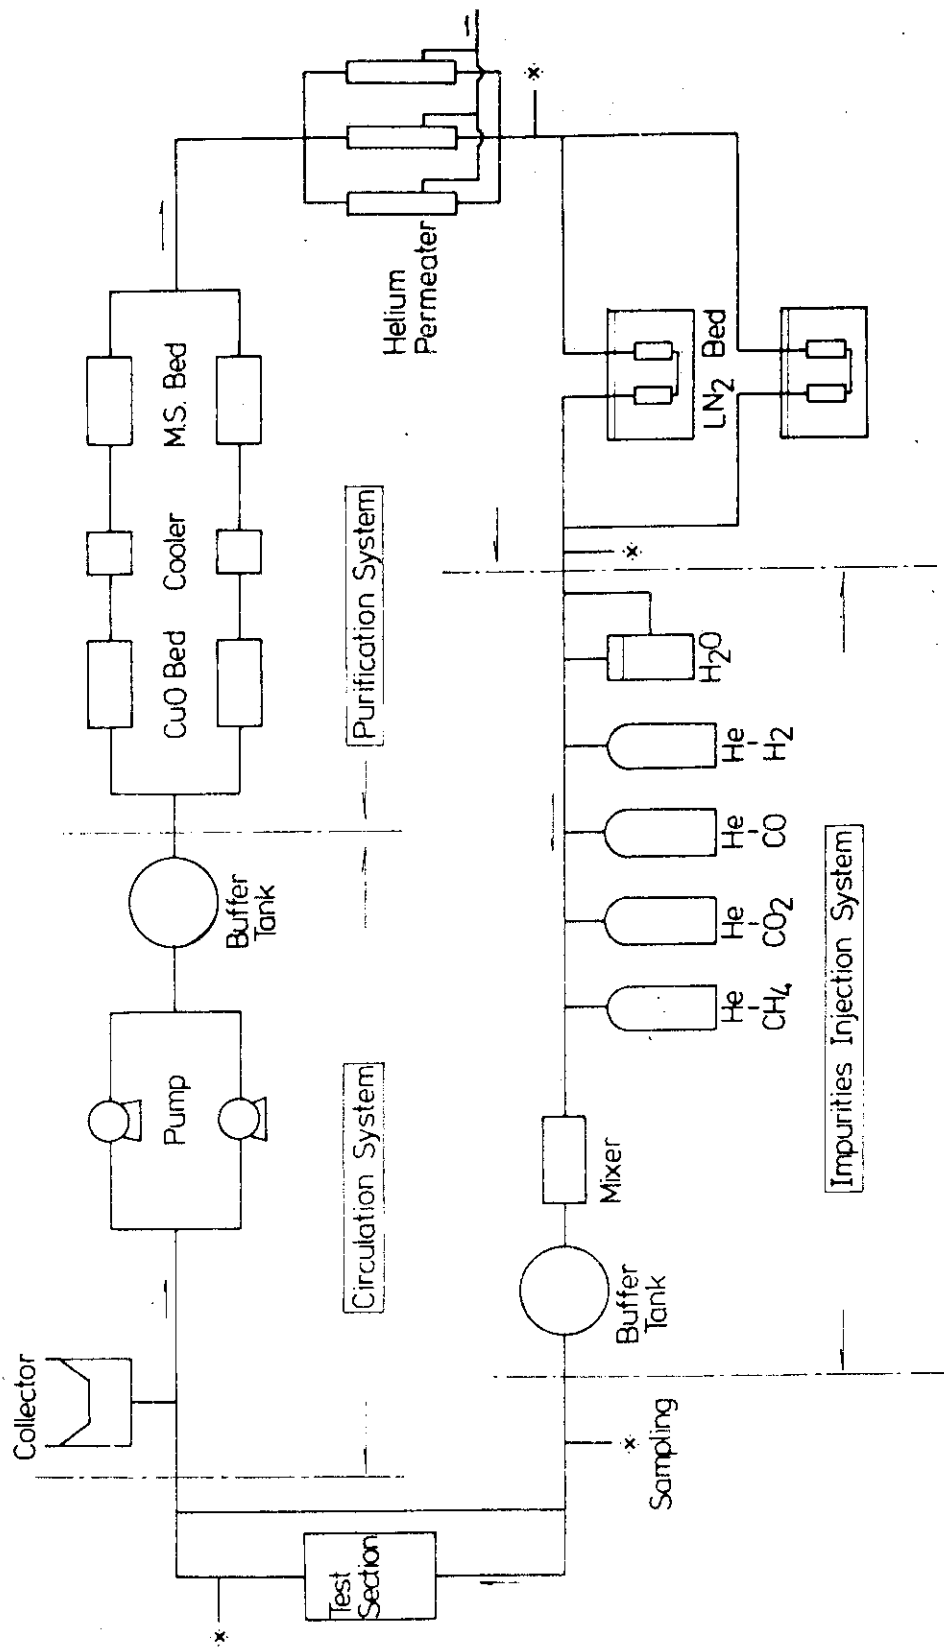 Collector
Pump
CuO Bed
Cooler
M.S. Bed
Buffer
Tank
Test
Section
Circulation System
Purification System
Helium
Permeater
Sampling
Buffer
Tank
Mixer
He-
CH4
He-
CO2
He-
CO
He-
H2
H2O
LN2 Bed
Impurities Injection System